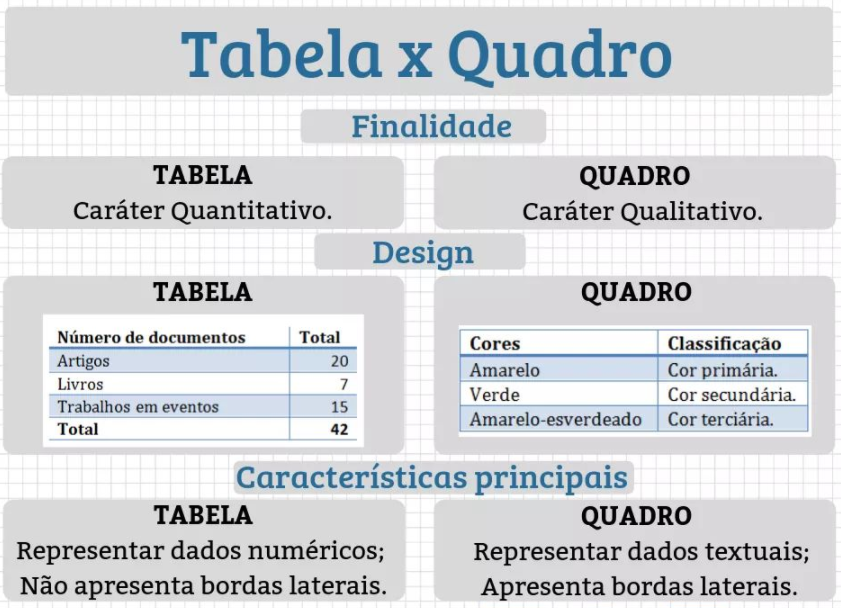 Tabela x Quadro
Finalidade
TABELA
Caráter Quantitativo.
QUADRO
Caráter Qualitativo.
Design
TABELA
Número de documentos Total
Artigos 20
Livros 7
Trabalhos em eventos 15
Total 42
QUADRO
Cores Classificação
Amarelo Cor primária.
Verde Cor secundária.
Amarelo-esverdeado Cor terciária.
Características principais
TABELA
Representar dados numéricos;
Não apresenta bordas laterais.
QUADRO
Representar dados textuais;
Apresenta bordas laterais.